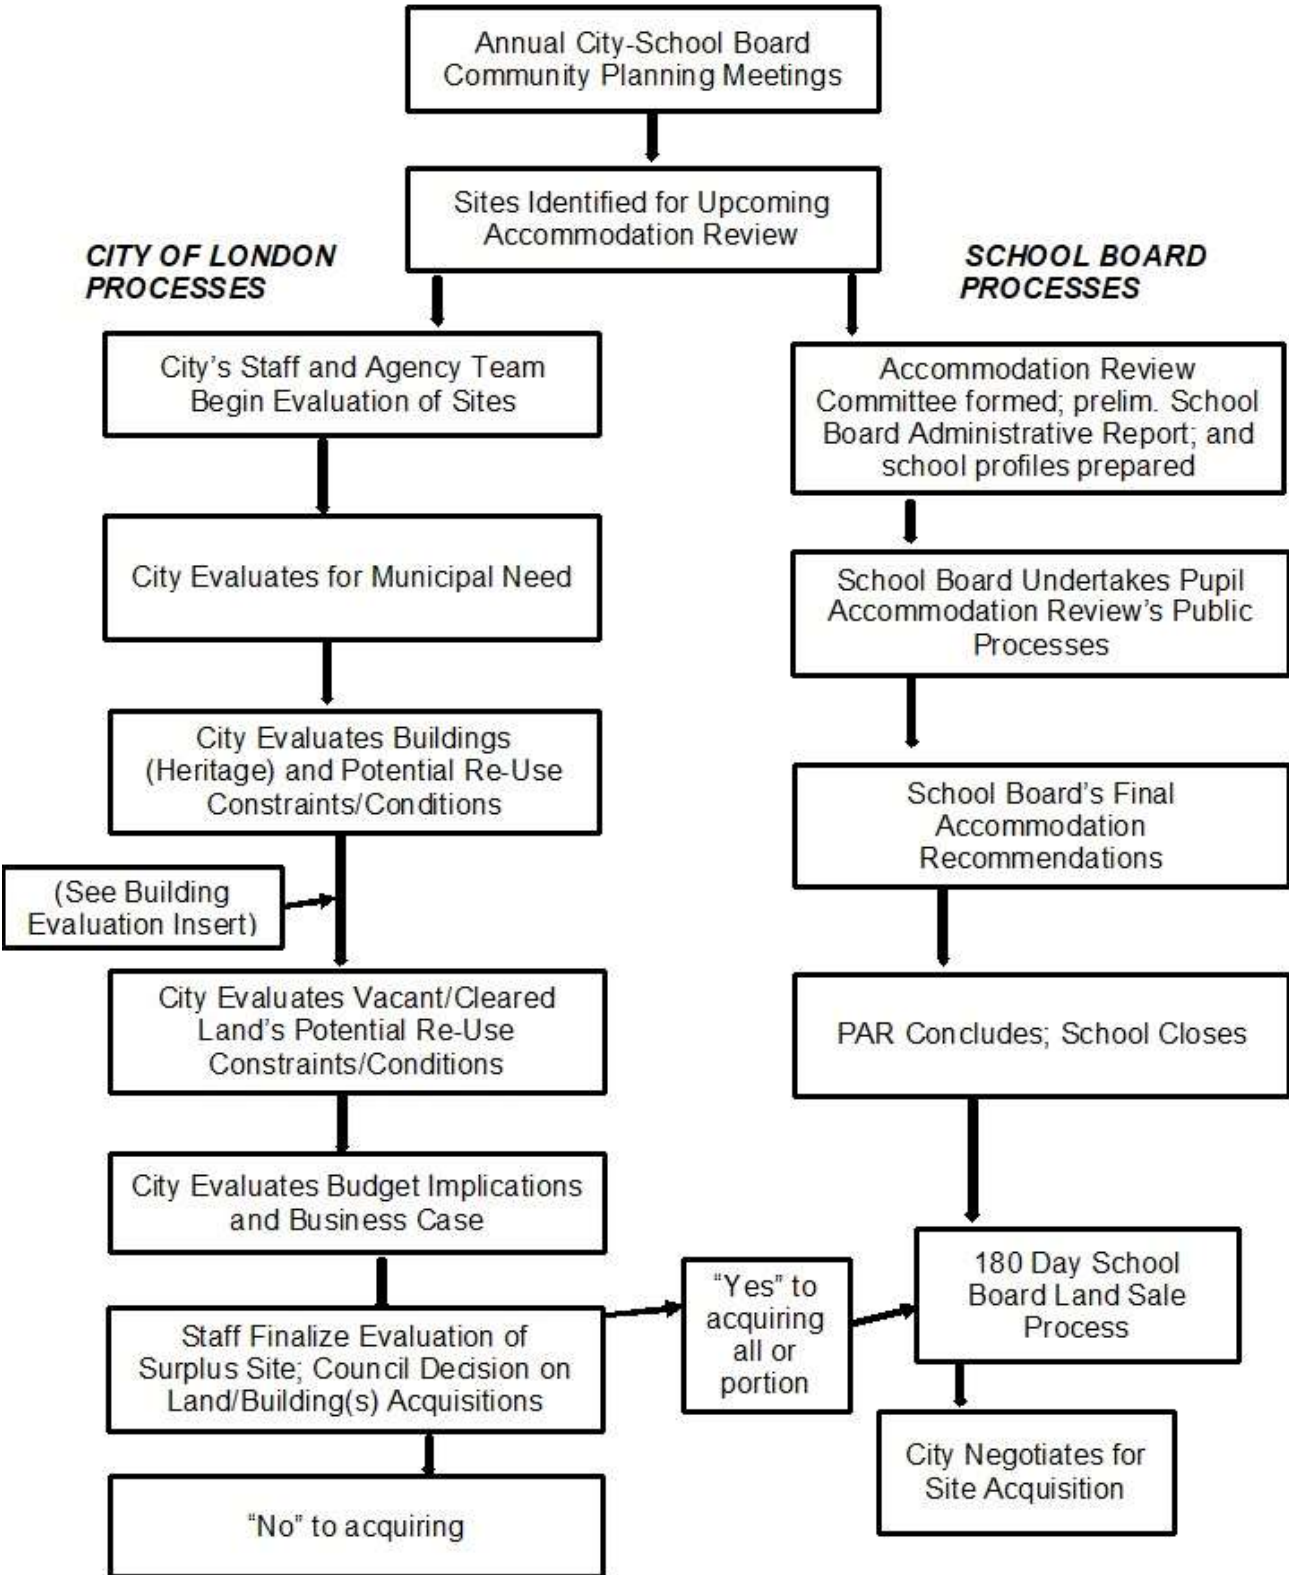 Annual City-School Board
Community Planning Meetings
Sites Identified for Upcoming
Accommodation Review
CITY OF LONDON
PROCESSES
City’s Staff and Agency Team
Begin Evaluation of Sites
City Evaluates for Municipal Need
City Evaluates Buildings
(Heritage) and Potential Re-Use
Constraints/Conditions
(See Building
Evaluation Insert)
City Evaluates Vacant/Cleared
Land’s Potential Re-Use
Constraints/Conditions
City Evaluates Budget Implications
and Business Case
Staff Finalize Evaluation of
Surplus Site; Council Decision on
Land/Building(s) Acquisitions
“No” to acquiring
“Yes” to
acquiring
all or
portion
SCHOOL BOARD
PROCESSES
Accommodation Review
Committee formed; prelim. School
Board Administrative Report; and
school profiles prepared
School Board Undertakes Pupil
Accommodation Review’s Public
Processes
School Board’s Final
Accommodation
Recommendations
PAR Concludes; School Closes
180 Day School
Board Land Sale
Process
City Negotiates for
Site Acquisition